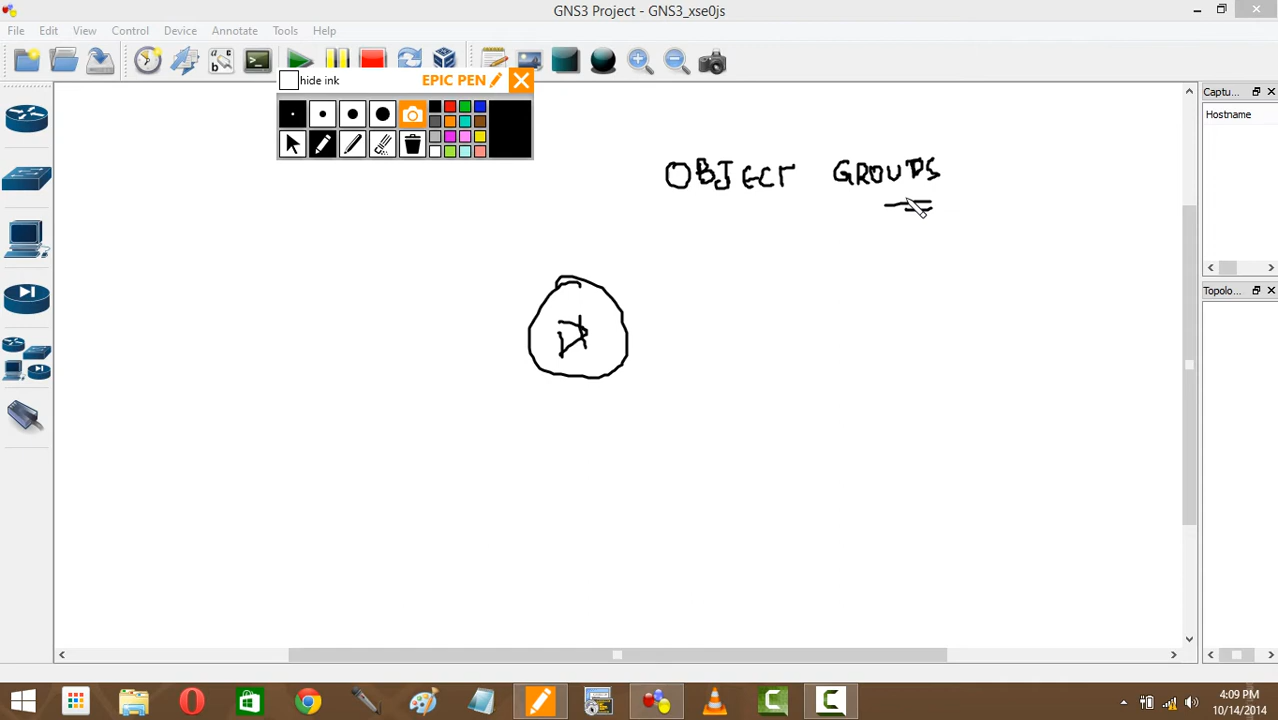 GNS3 Project - GNS3_xse0js
File Edit View Control Device Annotate Tools Help
hide ink EPIC PEN
OBJECT GROUPS
Captu...
Hostname
Topolo...
4:09 PM
10/14/2014